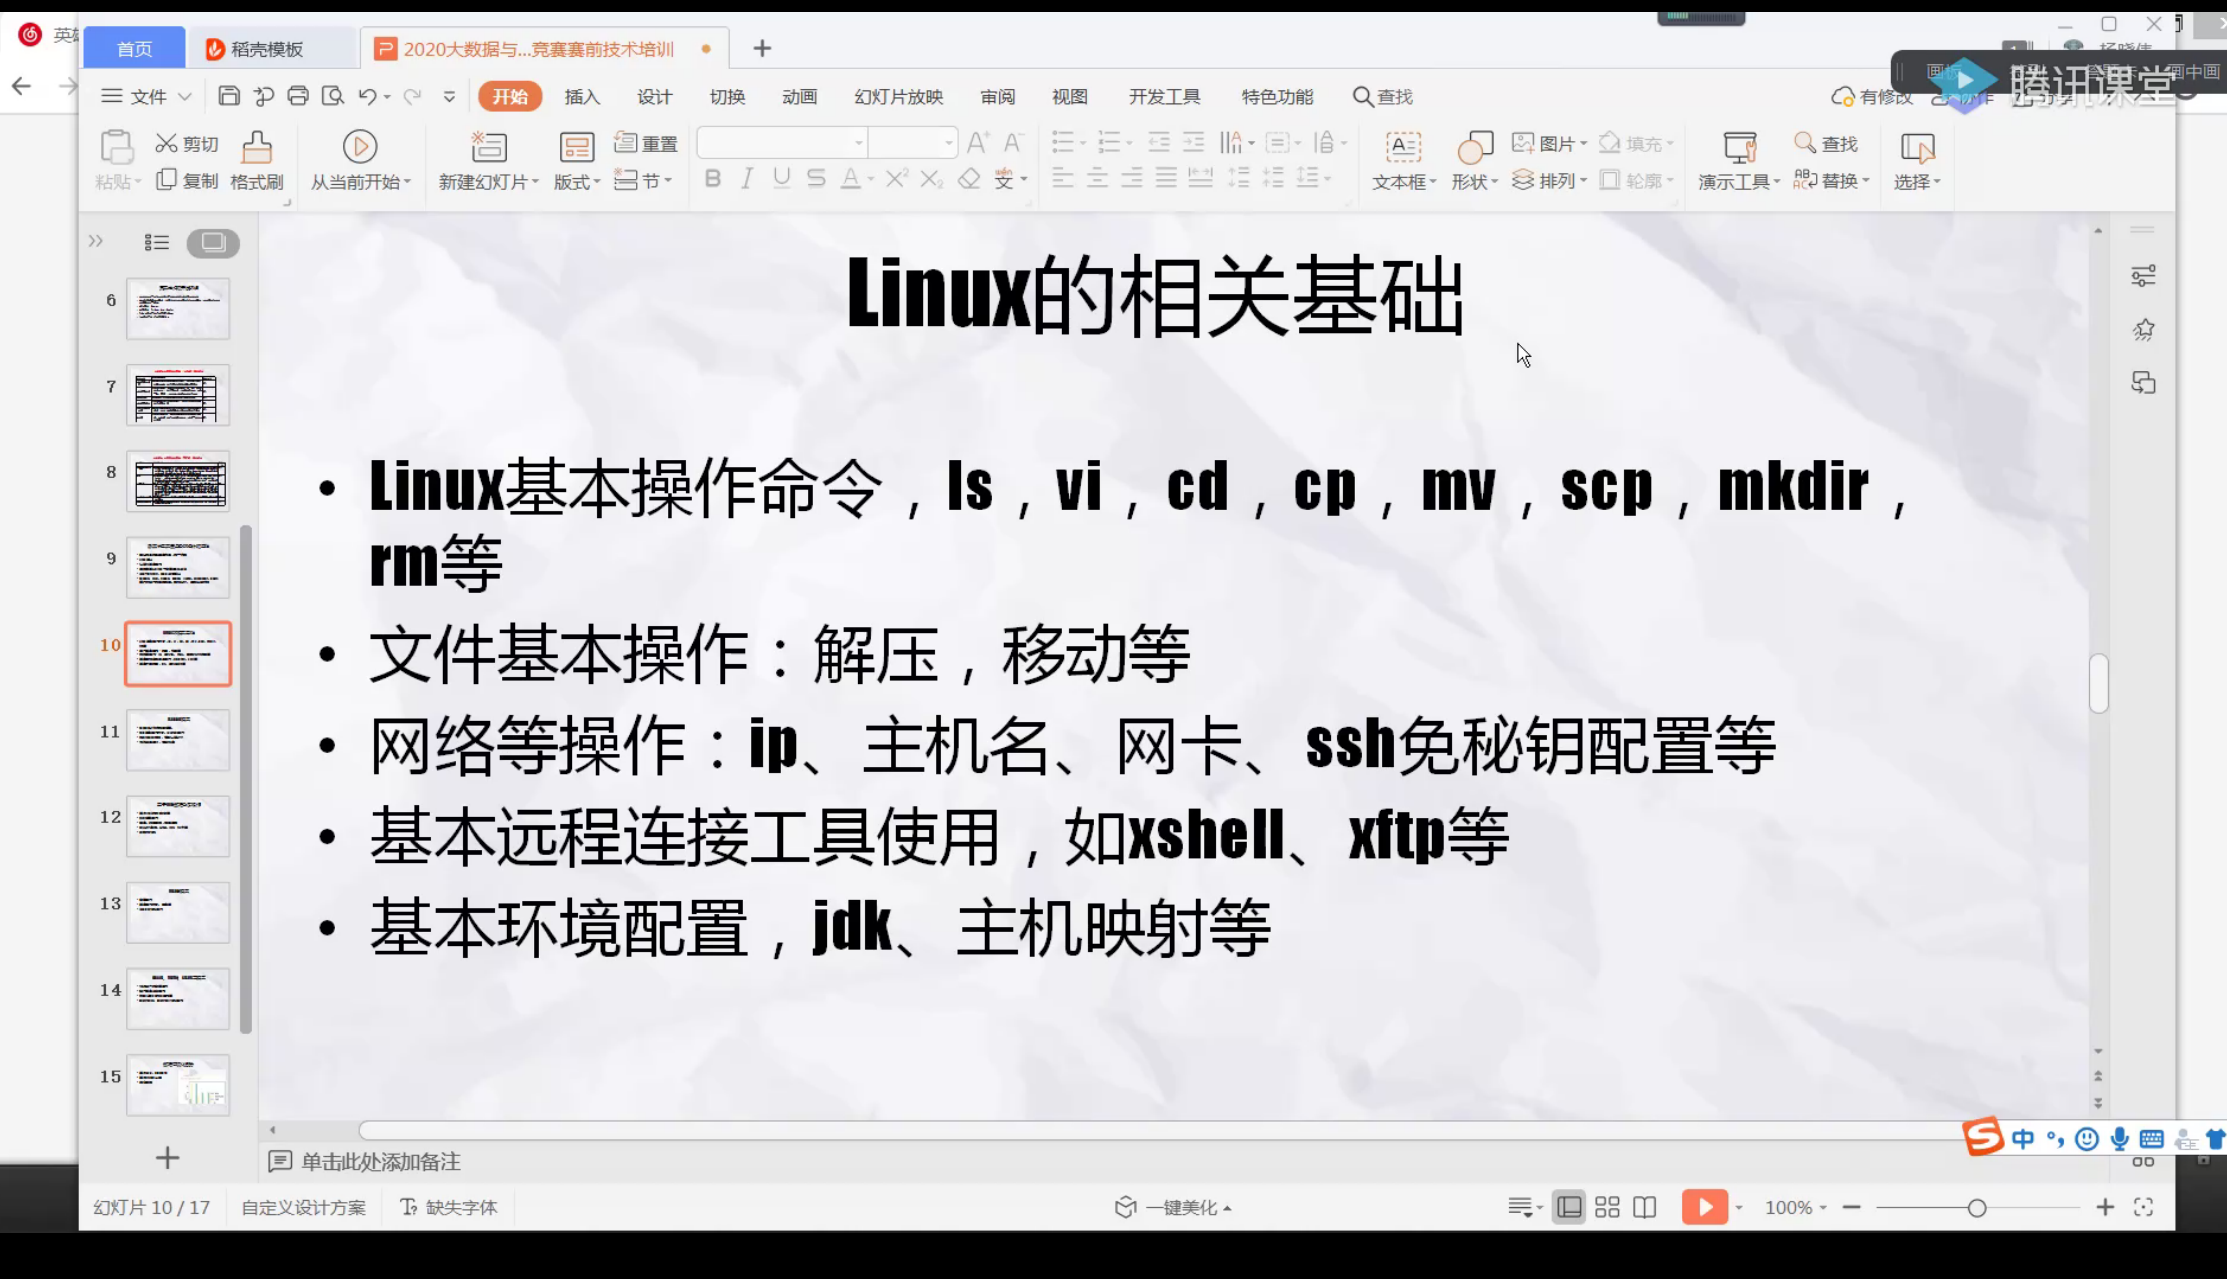 首页
稻壳模板
2020大数据与...竞赛赛前技术培训
文件
开始
插入
设计
切换
动画
幻灯片放映
审阅
视图
开发工具
特色功能
查找
有修改
腾讯课堂
画中画
粘贴
剪切
复制
格式刷
从当前开始
新建幻灯片
版式
重置
节
文本框
形状
图片
排列
填充
轮廓
演示工具
查找
替换
选择
Linux的相关基础
• Linux基本操作命令，ls，vi，cd，cp，mv，scp，mkdir，
rm等
• 文件基本操作：解压，移动等
• 网络等操作：ip、主机名、网卡、ssh免秘钥配置等
• 基本远程连接工具使用，如xshell、xftp等
• 基本环境配置，jdk、主机映射等
6
7
8
9
10
11
12
13
14
15
单击此处添加备注
中
幻灯片 10 / 17
自定义设计方案
缺失字体
一键美化
100%